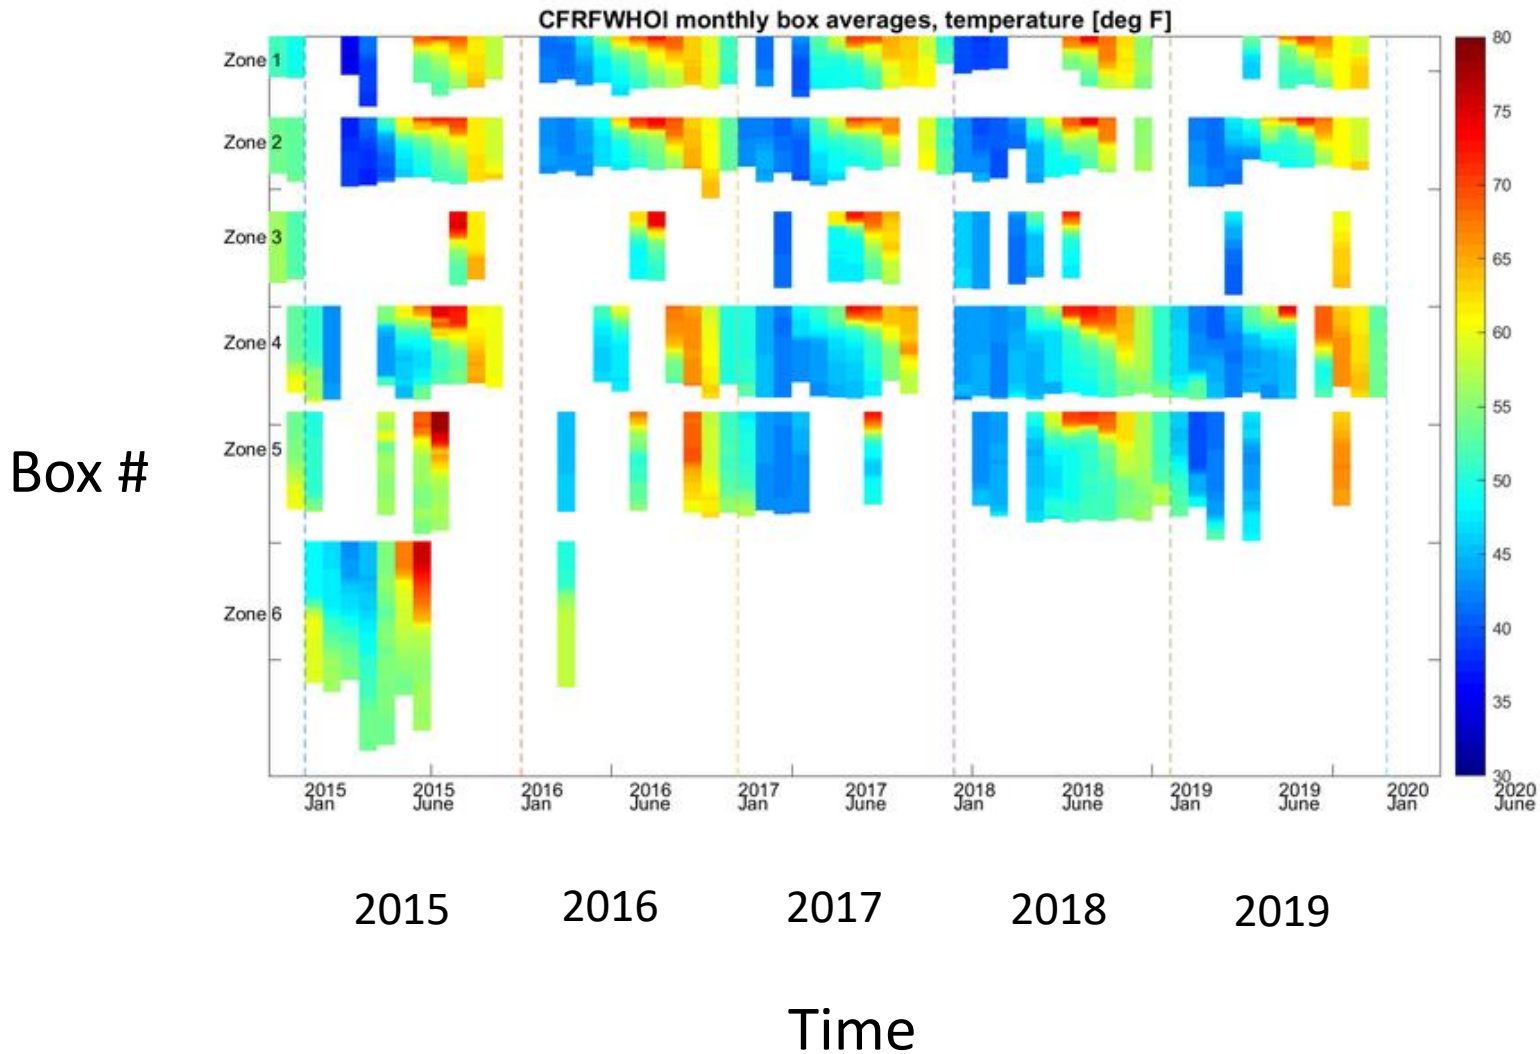 CFRFWHOI monthly box averages, temperature [deg F]
Zone 1
Zone 2
Zone 3
Zone 4
Zone 5
Zone 6
Box #
80
75
70
65
60
55
50
45
40
35
30
2015 Jan
2015 June
2016 Jan
2016 June
2017 Jan
2017 June
2018 Jan
2018 June
2019 Jan
2019 June
2020 Jan
2020 June
2015
2016
2017
2018
2019
Time